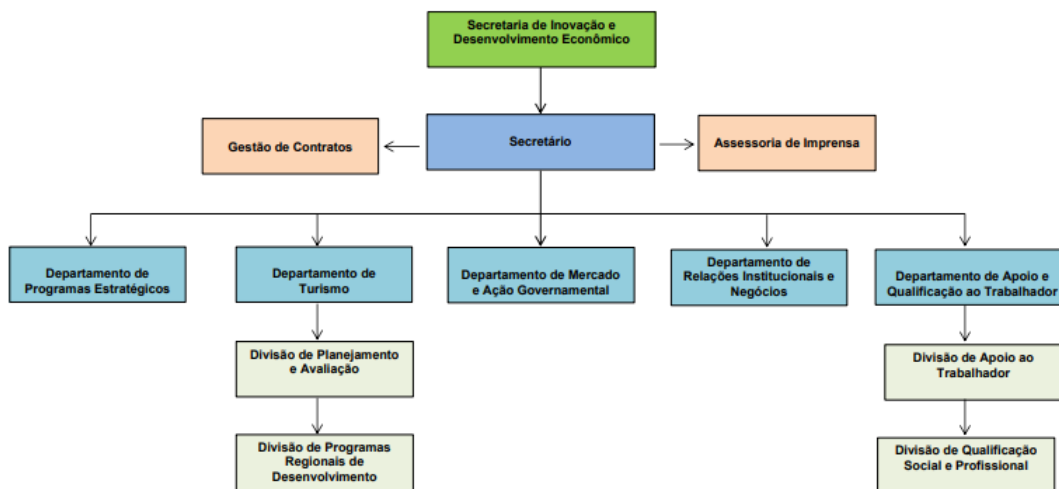 Secretaria de Inovação e
Desenvolvimento Econômico
Gestão de Contratos
Secretário
Assessoria de Imprensa
Departamento de
Programas Estratégicos
Departamento de
Turismo
Departamento de Mercado
e Ação Governamental
Departamento de
Relações Institucionais e
Negócios
Departamento de Apoio e
Qualificação ao Trabalhador
Divisão de Planejamento
e Avaliação
Divisão de Apoio ao
Trabalhador
Divisão de Programas
Regionais de
Desenvolvimento
Divisão de Qualificação
Social e Profissional